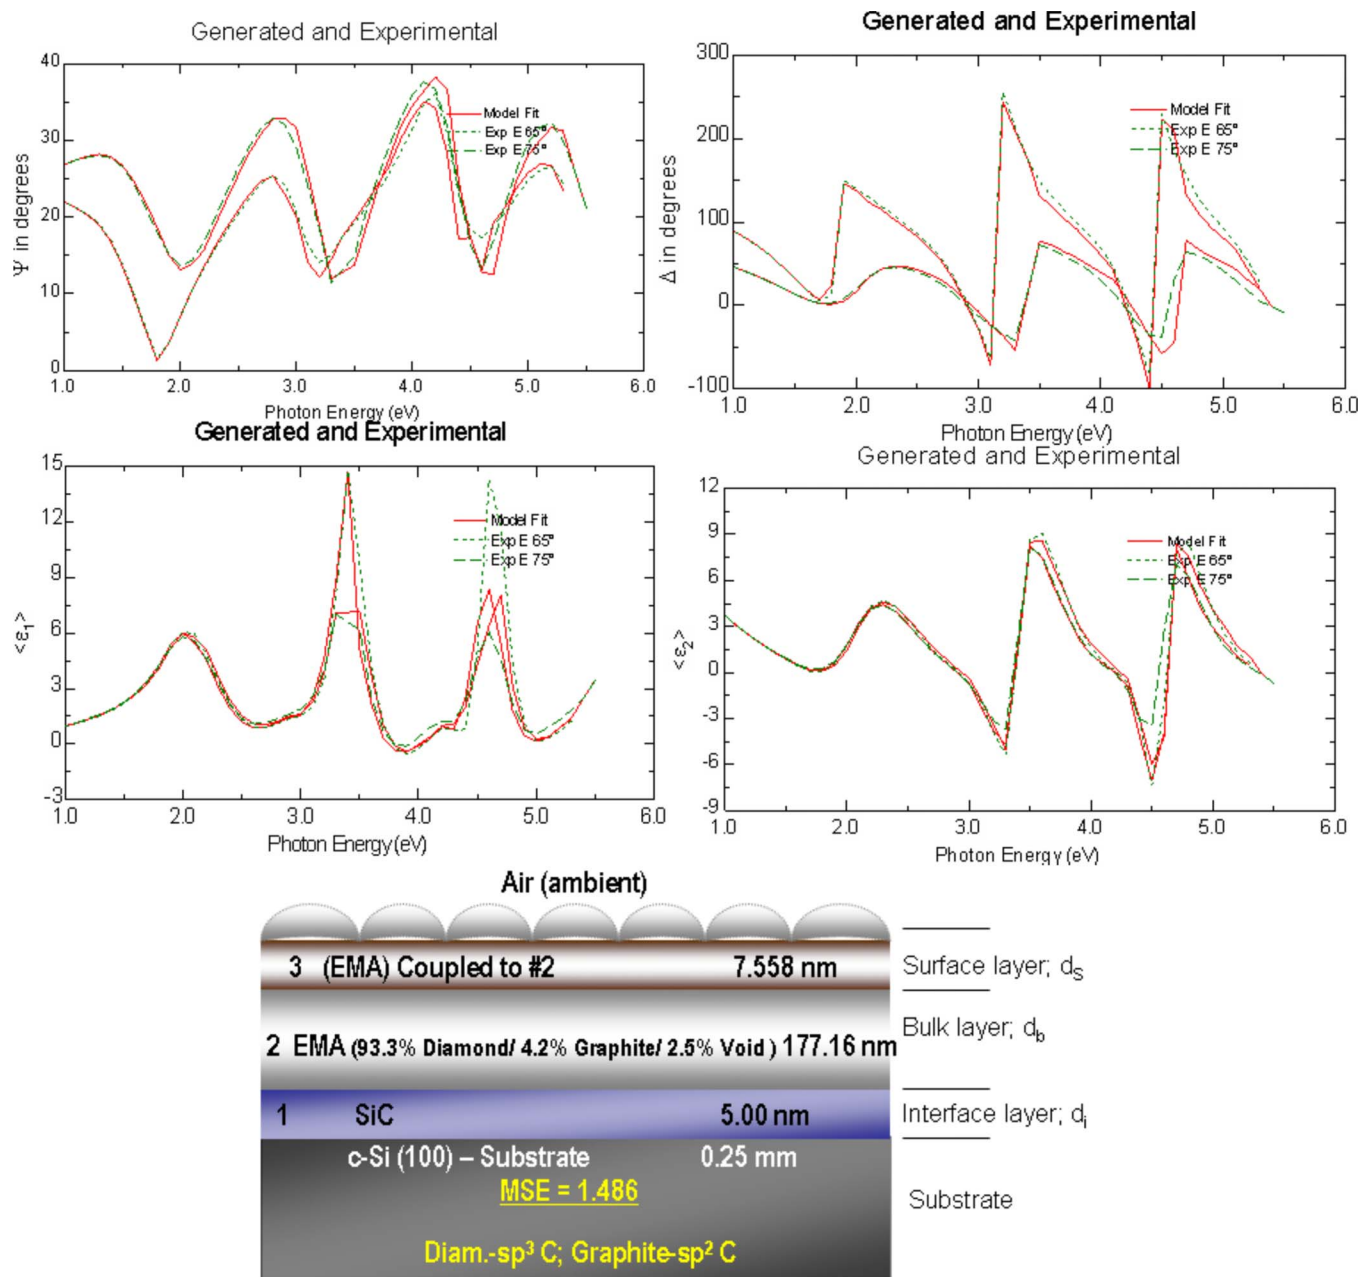 Generated and Experimental
40
30
20
10
0
Ψ in degrees
Model Fit
Exp E 65°
Exp E 75°
1.0 2.0 3.0 4.0 5.0 6.0
Photon Energy (eV)
Generated and Experimental
300
200
100
0
-100
Δ in degrees
Model Fit
Exp E 65°
Exp E 75°
1.0 2.0 3.0 4.0 5.0 6.0
Photon Energy (eV)
Generated and Experimental
15
12
9
6
3
0
-3
<ε₁>
Model Fit
Exp E 65°
Exp E 75°
1.0 2.0 3.0 4.0 5.0 6.0
Photon Energy (eV)
Generated and Experimental
12
9
6
3
0
-3
-6
-9
<ε₂>
Model Fit
Exp E 65°
Exp E 75°
1.0 2.0 3.0 4.0 5.0 6.0
Photon Energy (eV)
Air (ambient)
3 (EMA) Coupled to #2 7.558 nm
Surface layer; dS
2 EMA (93.3% Diamond/ 4.2% Graphite/ 2.5% Void ) 177.16 nm
Bulk layer; db
1 SiC 5.00 nm
Interface layer; di
c-Si (100) – Substrate 0.25 mm
MSE = 1.486
Substrate
Diam.-sp³ C; Graphite-sp² C